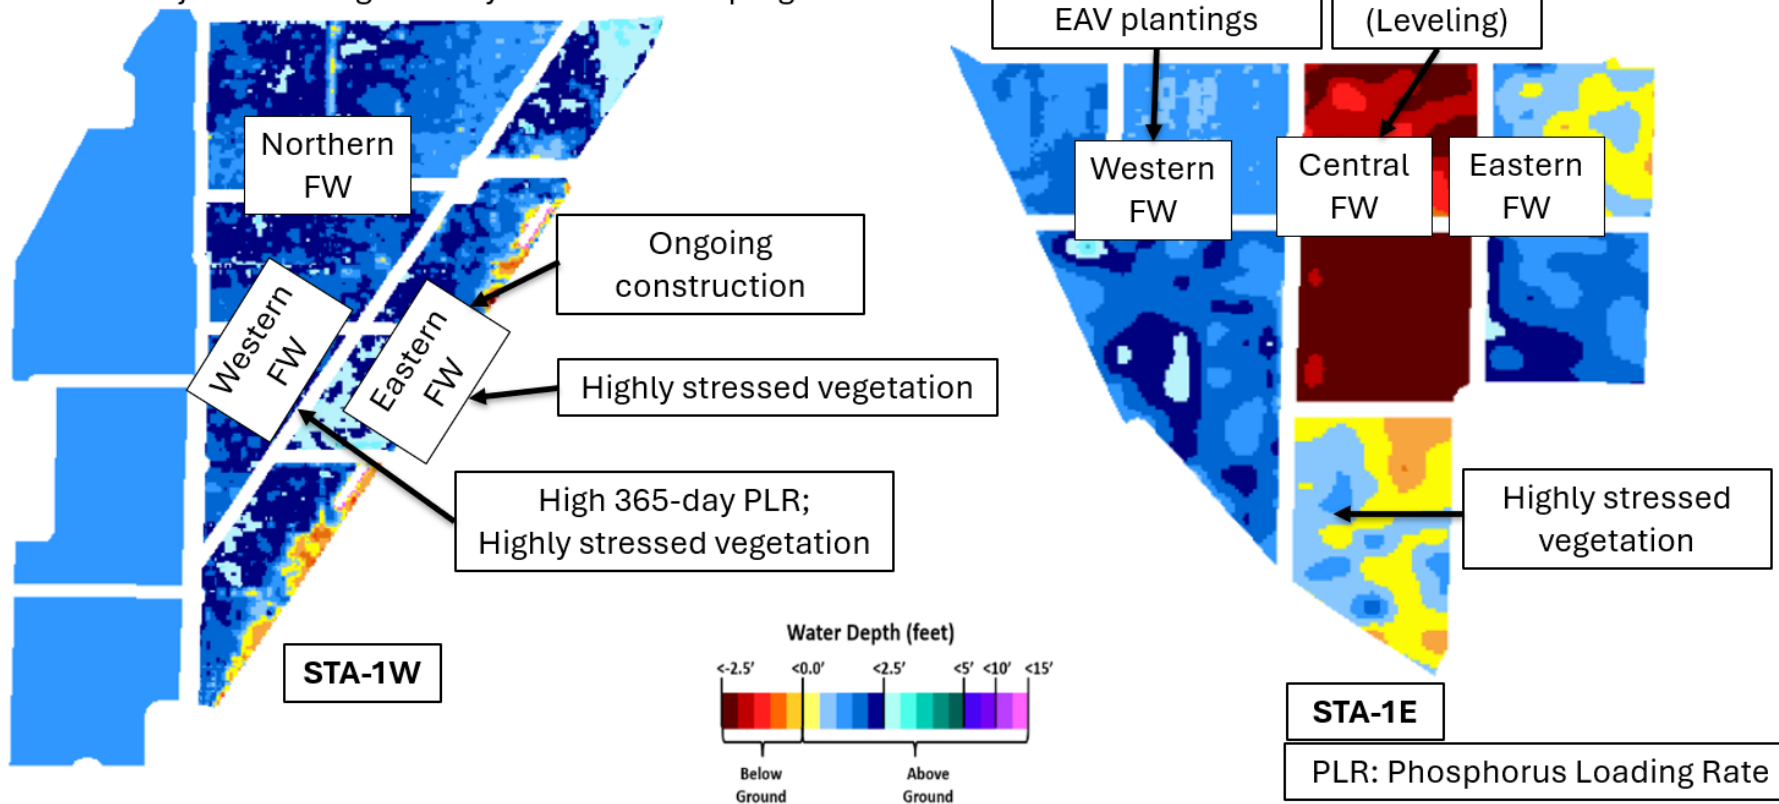 EAV plantings
(Leveling)
Northern
FW
Western
FW
Central
FW
Eastern
FW
Ongoing
construction
Western
FW
Eastern
FW
Highly stressed vegetation
High 365-day PLR;
Highly stressed vegetation
Highly stressed
vegetation
Water Depth (feet)
<-2.5' <0.0' <2.5' <5' <10' <15'
Below
Ground
Above
Ground
STA-1W
STA-1E
PLR: Phosphorus Loading Rate